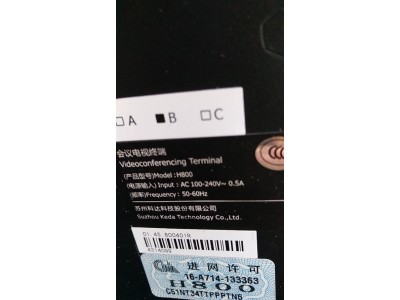 □A ■B □C
会议电视终端
Videoconferencing Terminal
(产品型号) Model: H800
(电源输入) Input: AC 100-240V~ 0.5A
(频率) Frequency: 50-60Hz
苏州科达科技股份有限公司
Suzhou Keda Technology Co.,Ltd.
进网许可
16-A714-133363
H800